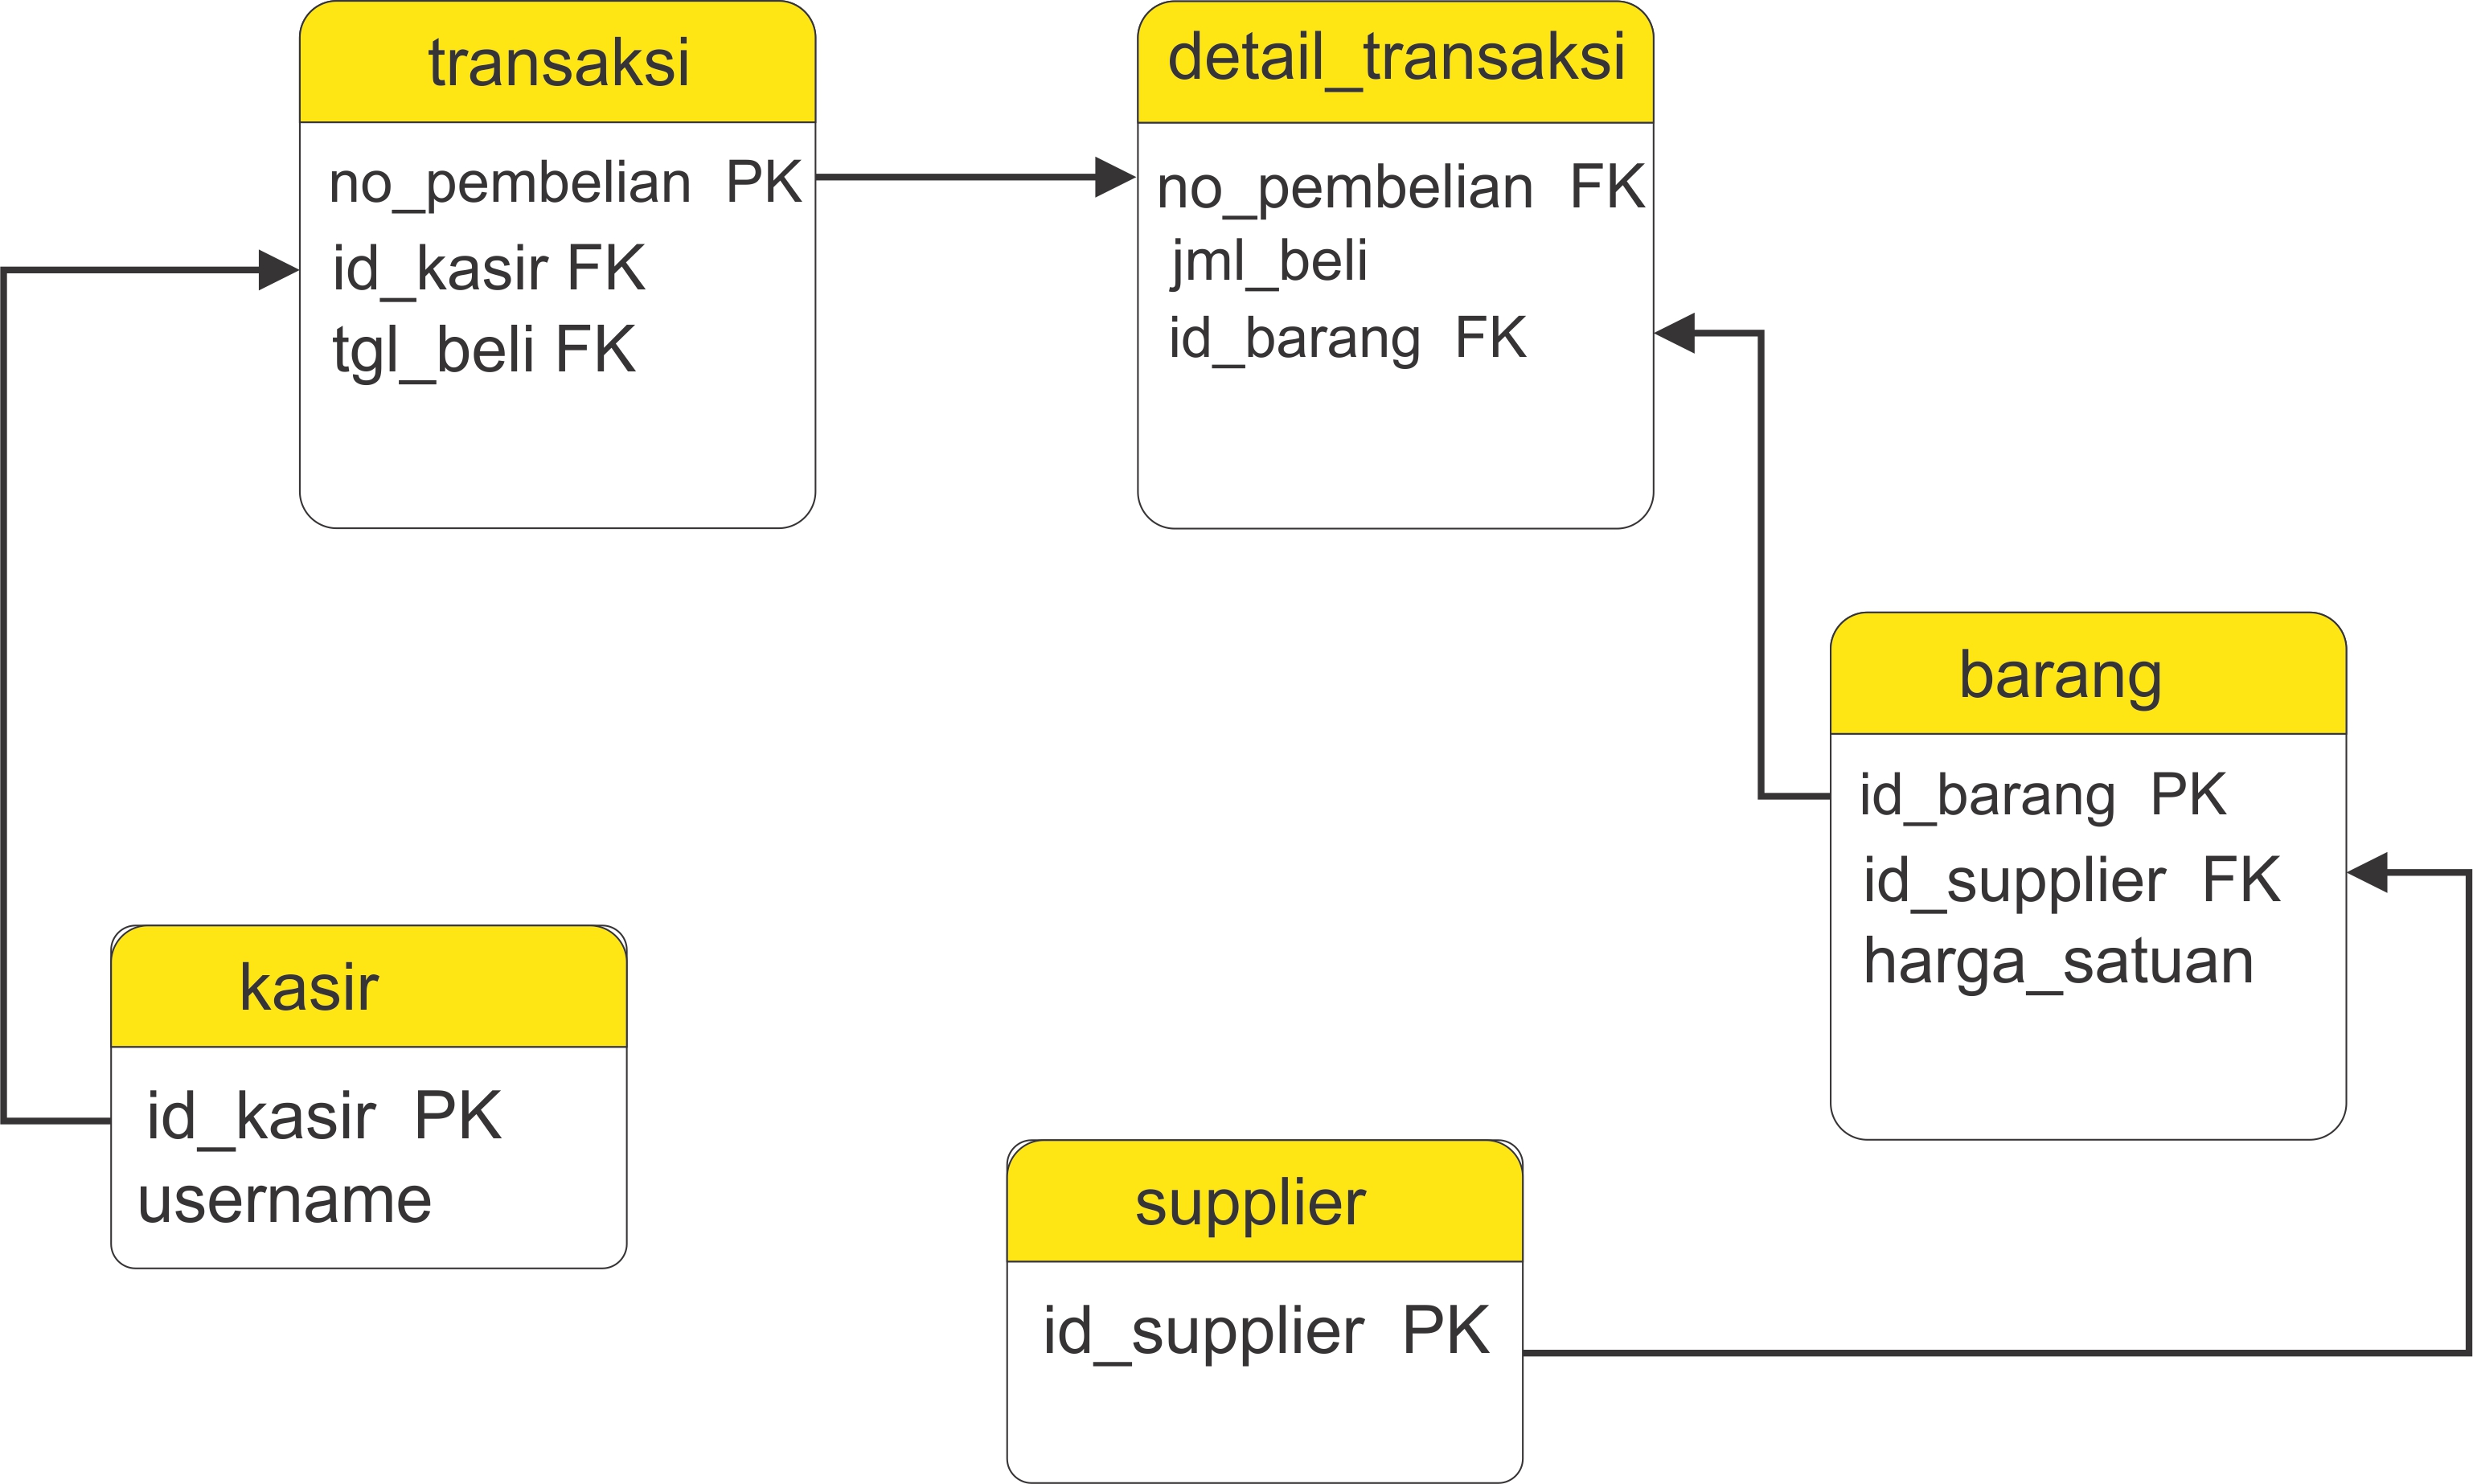 transaksi
no_pembelian PK
id_kasir FK
tgl_beli FK
detail_transaksi
no_pembelian FK
jml_beli
id_barang FK
barang
id_barang PK
id_supplier FK
harga_satuan
kasir
id_kasir PK
username
supplier
id_supplier PK